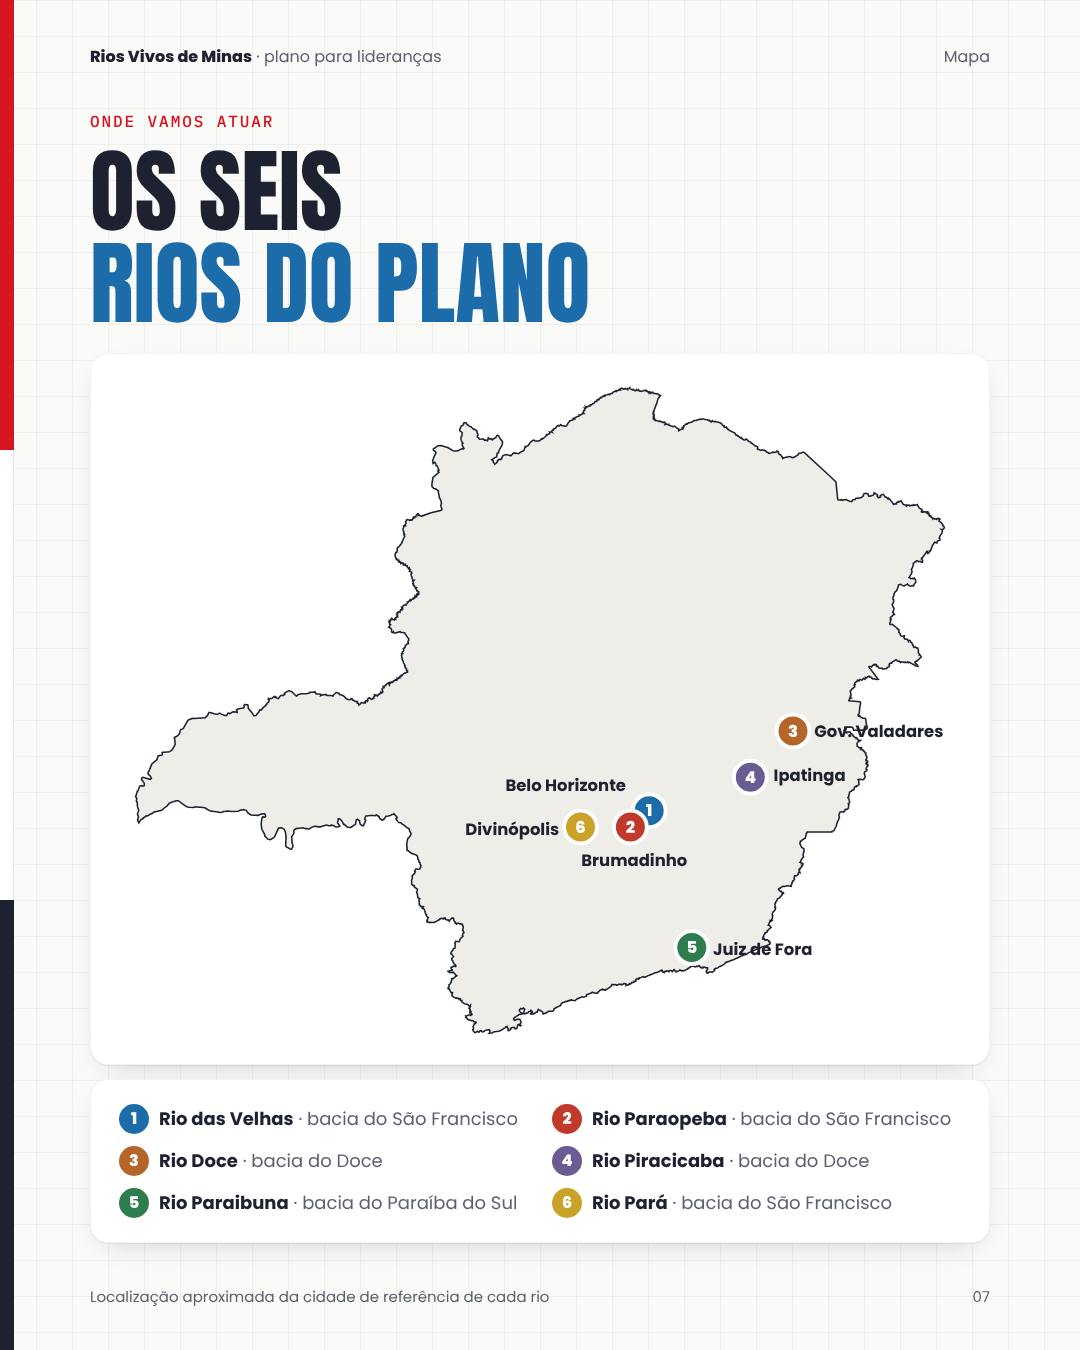 Rios Vivos de Minas · plano para lideranças
Mapa
ONDE VAMOS ATUAR
OS SEIS
RIOS DO PLANO
3 Gov. Valadares
4 Ipatinga
Belo Horizonte
1
Divinópolis 6
2
Brumadinho
5 Juiz de Fora
1 Rio das Velhas · bacia do São Francisco
2 Rio Paraopeba · bacia do São Francisco
3 Rio Doce · bacia do Doce
4 Rio Piracicaba · bacia do Doce
5 Rio Paraibuna · bacia do Paraíba do Sul
6 Rio Pará · bacia do São Francisco
Localização aproximada da cidade de referência de cada rio
07